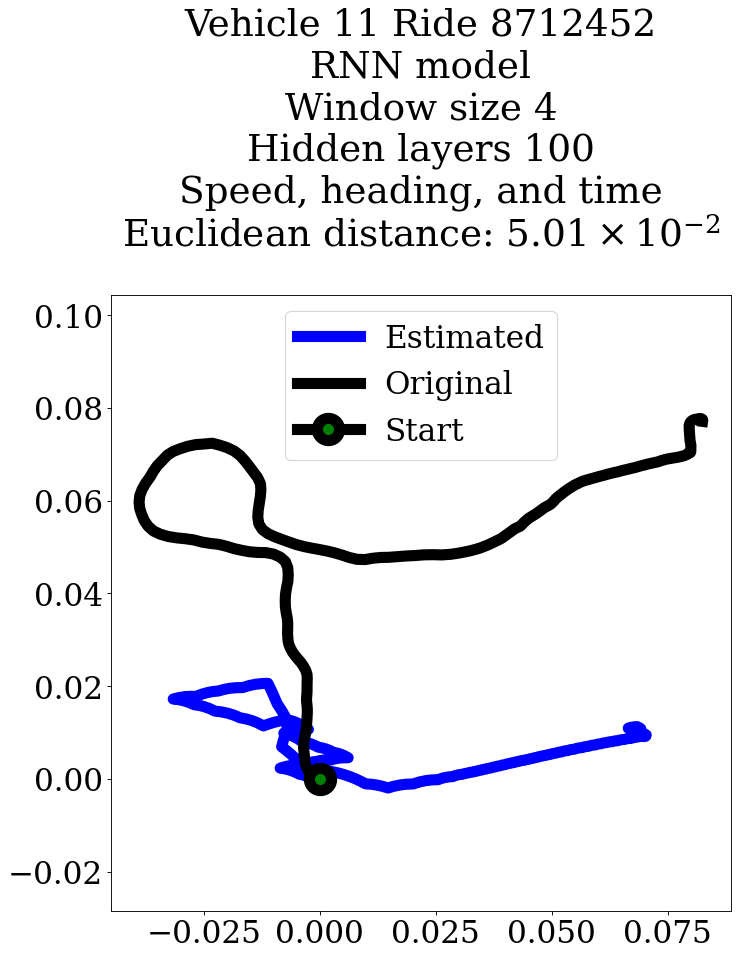 Vehicle 11 Ride 8712452
RNN model
Window size 4
Hidden layers 100
Speed, heading, and time
Euclidean distance: 5.01 × 10⁻²
Estimated
Original
Start
0.10
0.08
0.06
0.04
0.02
0.00
−0.02
−0.025 0.000 0.025 0.050 0.075